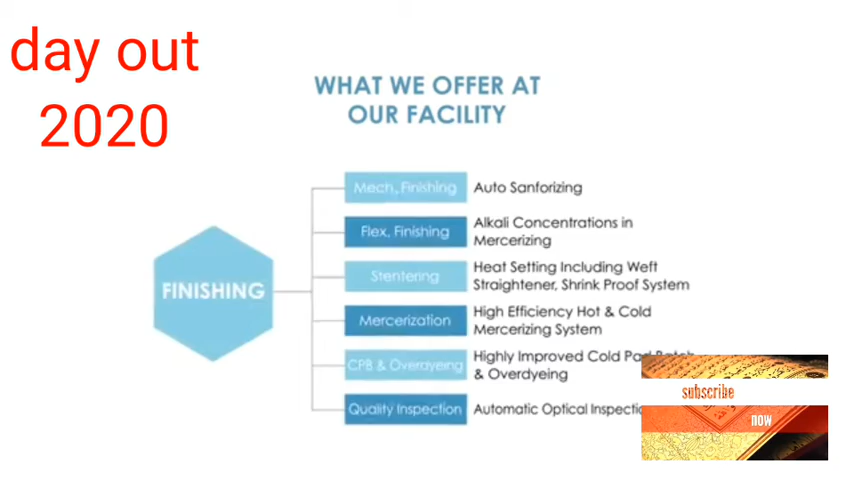 day out
2020
WHAT WE OFFER AT
OUR FACILITY
FINISHING
Mech. Finishing
Auto Sanforizing
Flex. Finishing
Alkali Concentrations in
Mercerizing
Stentering
Heat Setting Including Weft
Straightener, Shrink Proof System
Mercerization
High Efficiency Hot & Cold
Mercerizing System
CPB & Overdyeing
Highly Improved Cold Pad Batch
& Overdyeing
Quality Inspection
Automatic Optical
subscribe
now